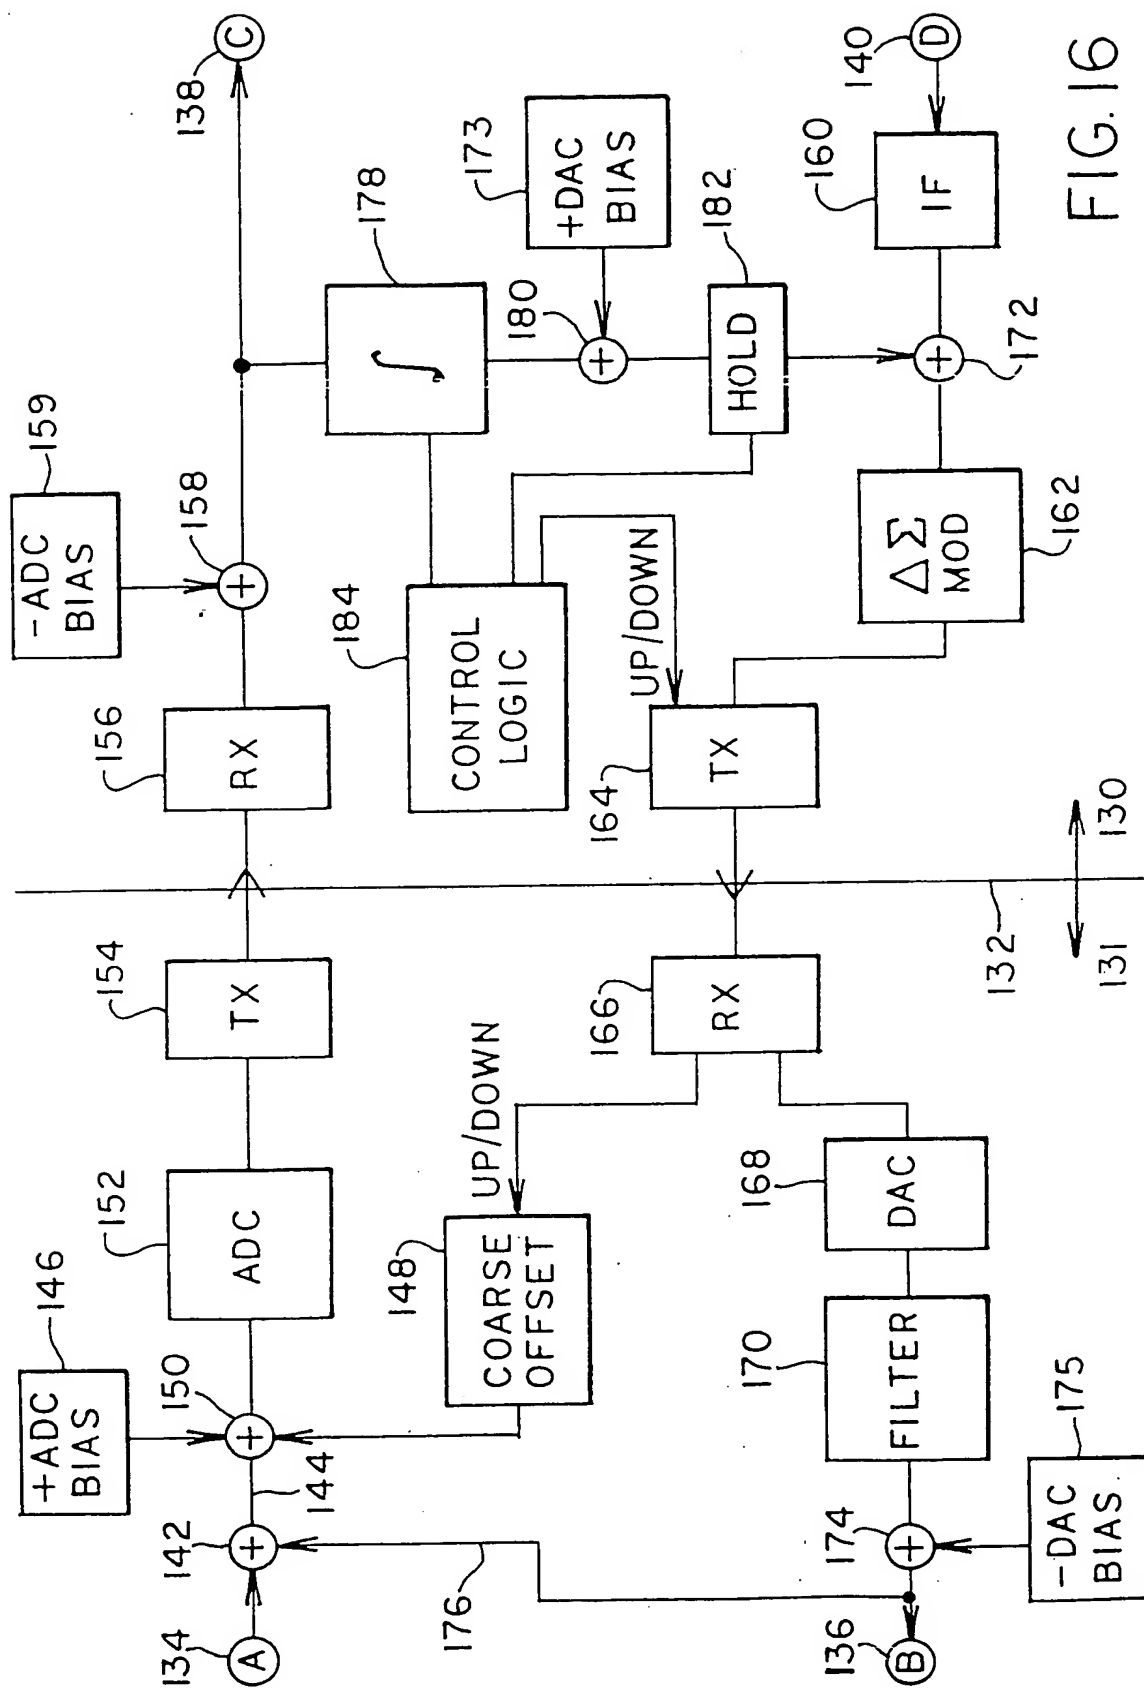 138
C
-ADC
BIAS
159
158
156
RX
154
TX
152
ADC
+ADC
BIAS
146
150
144
142
134
A
178
∫
173
+DAC
BIAS
180
182
HOLD
184
CONTROL
LOGIC
UP/DOWN
164
TX
166
RX
UP/DOWN
148
COARSE
OFFSET
176
140
D
160
IF
172
ΔΣ
MOD
162
168
DAC
170
FILTER
174
-DAC
BIAS
175
136
B
132
130
131
FIG. 16